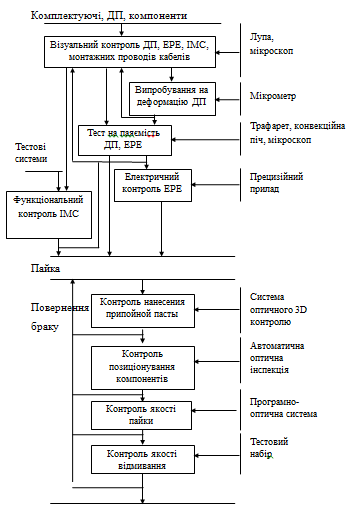 Комплектуючі, ДП, компоненти
Візуальний контроль ДП, ЕРЕ, ІМС,
монтажних проводів кабелів
Лупа,
мікроскоп
Випробування на
деформацію ДП
Мікрометр
Тест на паяємість
ДП, ЕРЕ
Трафарет, конвекційна
піч, мікроскоп
Тестові
системи
Електричний
контроль ЕРЕ
Прецизійний
прилад
Функціональний
контроль ІМС
Пайка
Повернення
браку
Контроль нанесення
припойной пасты
Система
оптичного 3D
контролю
Контроль
позиціонування
компонентів
Автоматична
оптична
інспекція
Контроль якості
пайки
Програмно-
оптична система
Контроль якості
відмивання
Тестовий
набір,